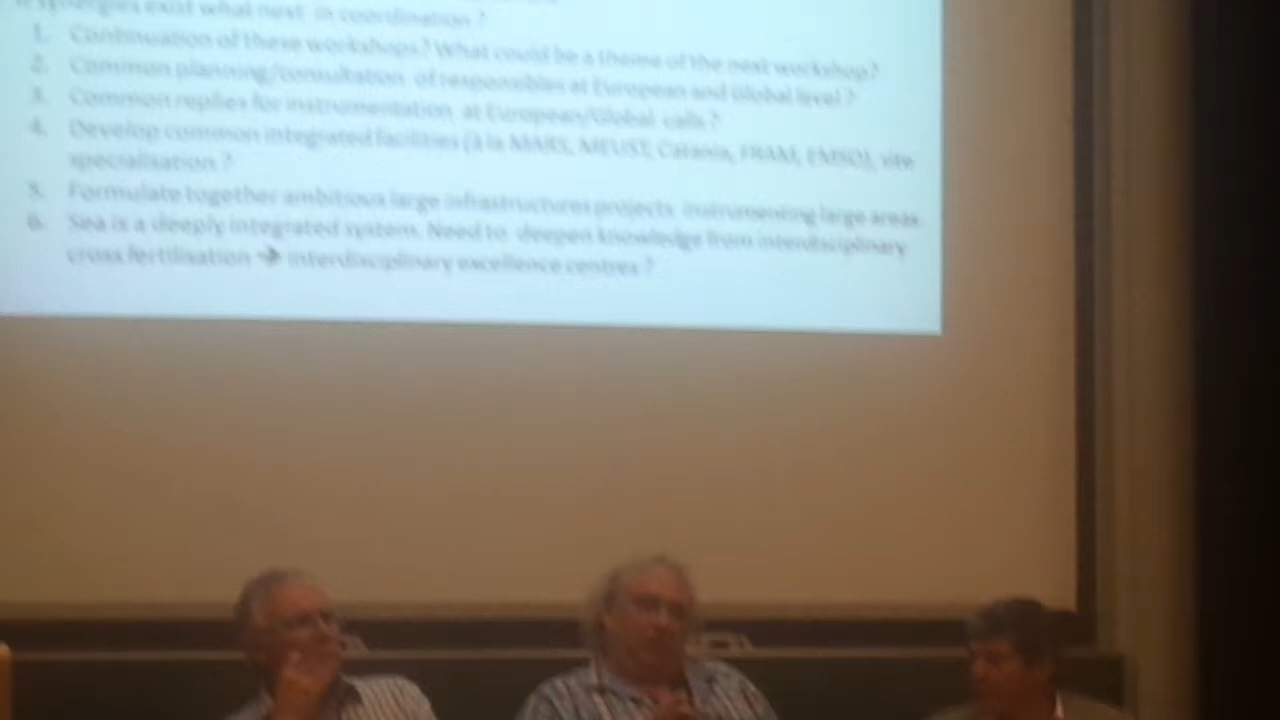 synergies exist what next in coordination ?
1. Continuation of these workshops? What could be a theme of the next workshop?
2. Common planning/consultation of responsibles at European and Global level ?
3. Common replies for instrumentation at European/Global calls ?
4. Develop common integrated facilities (à la MARS, MEUST, Catania, FRAM, EMSO), site
specialisation ?
5. Formulate together ambitious large infrastructures projects instrumenting large areas
6. Sea is a deeply integrated system. Need to deepen knowledge from interdisciplinary
cross fertilisation → interdisciplinary excellence centres ?